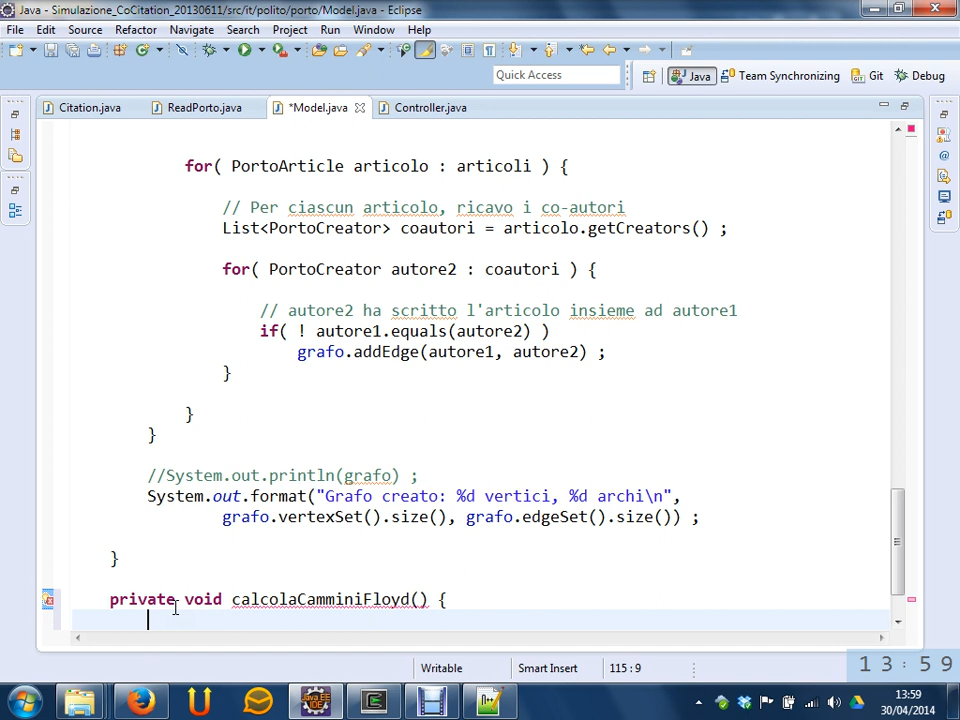 Java - Simulazione_CoCitation_20130611/src/it/polito/porto/Model.java - Eclipse
File Edit Source Refactor Navigate Search Project Run Window Help
Quick Access
Java Team Synchronizing Git Debug
Citation.java ReadPorto.java *Model.java Controller.java
for( PortoArticle articolo : articoli ) {
// Per ciascun articolo, ricavo i co-autori
List<PortoCreator> coautori = articolo.getCreators() ;
for( PortoCreator autore2 : coautori ) {
// autore2 ha scritto l'articolo insieme ad autore1
if( ! autore1.equals(autore2) )
grafo.addEdge(autore1, autore2) ;
}
}
}
//System.out.println(grafo) ;
System.out.format("Grafo creato: %d vertici, %d archi\n",
grafo.vertexSet().size(), grafo.edgeSet().size()) ;
}
private void calcolaCamminiFloyd() {
Writable Smart Insert 115 : 9
13:59
13:59
30/04/2014